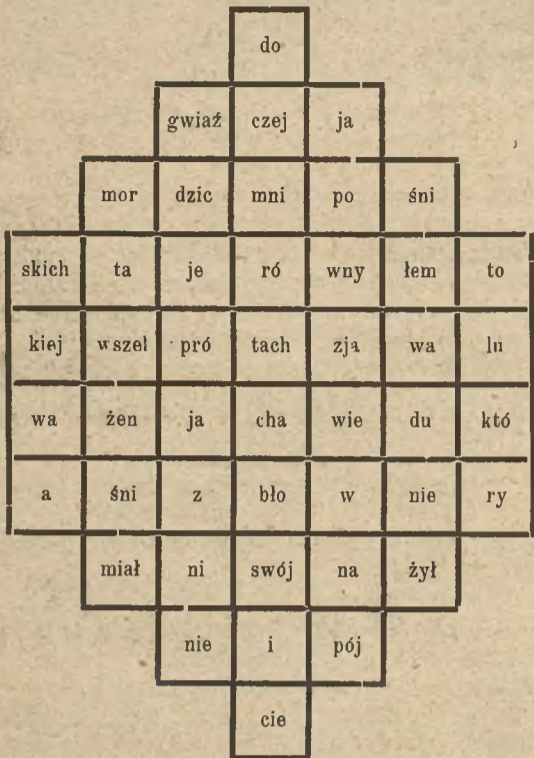 do
gwiaź czej ja
mor dzic mni po śni
skich ta je ró wny łem to
kiej wszel pró tach zja wa lu
wa żen ja cha wie du któ
a śni z bło w nie ry
miał ni swój na żył
nie i pój
cie